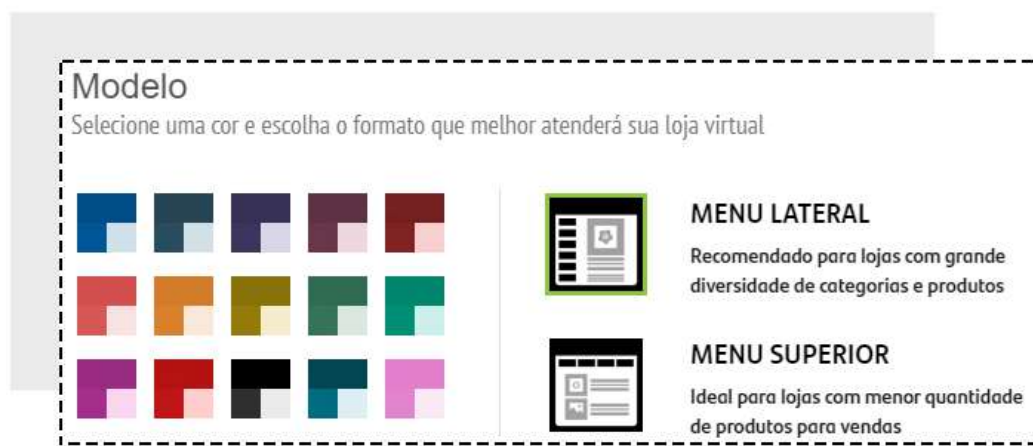 Modelo
Selecione uma cor e escolha o formato que melhor atenderá sua loja virtual
MENU LATERAL
Recomendado para lojas com grande
diversidade de categorias e produtos
MENU SUPERIOR
Ideal para lojas com menor quantidade
de produtos para vendas